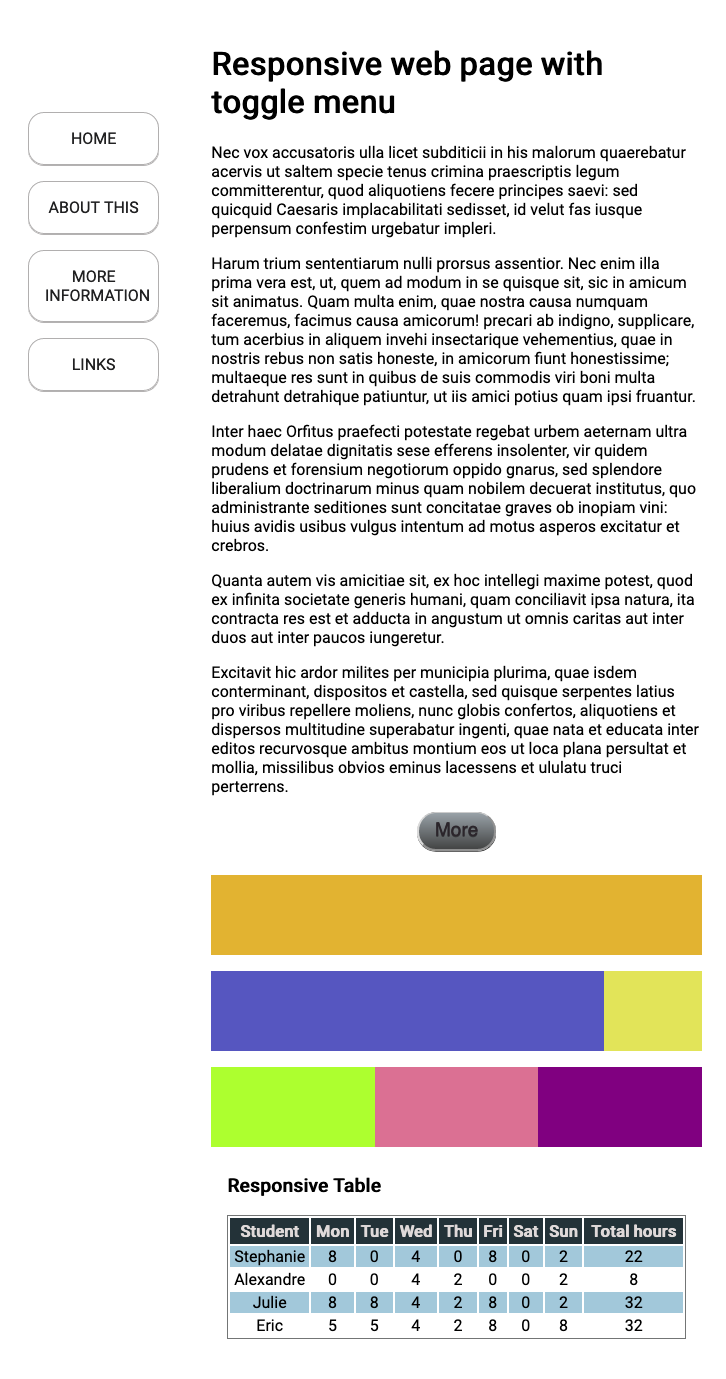 Responsive web page with
toggle menu
HOME
ABOUT THIS
MORE
INFORMATION
LINKS
Nec vox accusatoris ulla licet subditicii in his malorum quaerebatur
acervis ut saltem specie tenus crimina praescriptis legum
committerentur, quod aliquotiens fecere principes saevi: sed
quicquid Caesaris implacabilitati sedisset, id velut fas iusque
perpensum confestim urgebatur impleri.
Harum trium sententiarum nulli prorsus assentior. Nec enim illa
prima vera est, ut, quem ad modum in se quisque sit, sic in amicum
sit animatus. Quam multa enim, quae nostra causa numquam
faceremus, facimus causa amicorum! precari ab indigno, supplicare,
tum acerbius in aliquem invehi insectarique vehementius, quae in
nostris rebus non satis honeste, in amicorum fiunt honestissime;
multaeque res sunt in quibus de suis commodis viri boni multa
detrahunt detrahique patiuntur, ut iis amici potius quam ipsi fruantur.
Inter haec Orfitus praefecti potestate regebat urbem aeternam ultra
modum delatae dignitatis sese efferens insolenter, vir quidem
prudens et forensium negotiorum oppido gnarus, sed splendore
liberalium doctrinarum minus quam nobilem decuerat institutus, quo
administrante seditiones sunt concitatae graves ob inopiam vini:
huius avidis usibus vulgus intentum ad motus asperos excitatur et
crebros.
Quanta autem vis amicitiae sit, ex hoc intellegi maxime potest, quod
ex infinita societate generis humani, quam conciliavit ipsa natura, ita
contracta res est et adducta in angustum ut omnis caritas aut inter
duos aut inter paucos iungeretur.
Excitavit hic ardor milites per municipia plurima, quae isdem
conterminant, dispositos et castella, sed quisque serpentes latius
pro viribus repellere moliens, nunc globis confertos, aliquotiens et
dispersos multitudine superabatur ingenti, quae nata et educata inter
editos recurvosque ambitus montium eos ut loca plana persultat et
mollia, missilibus obvios eminus lacessens et ululatu truci
perterrens.
More
Responsive Table
Student Mon Tue Wed Thu Fri Sat Sun Total hours
Stephanie 8 0 4 0 8 0 2 22
Alexandre 0 0 4 2 0 0 2 8
Julie 8 8 4 2 8 0 2 32
Eric 5 5 4 2 8 0 8 32